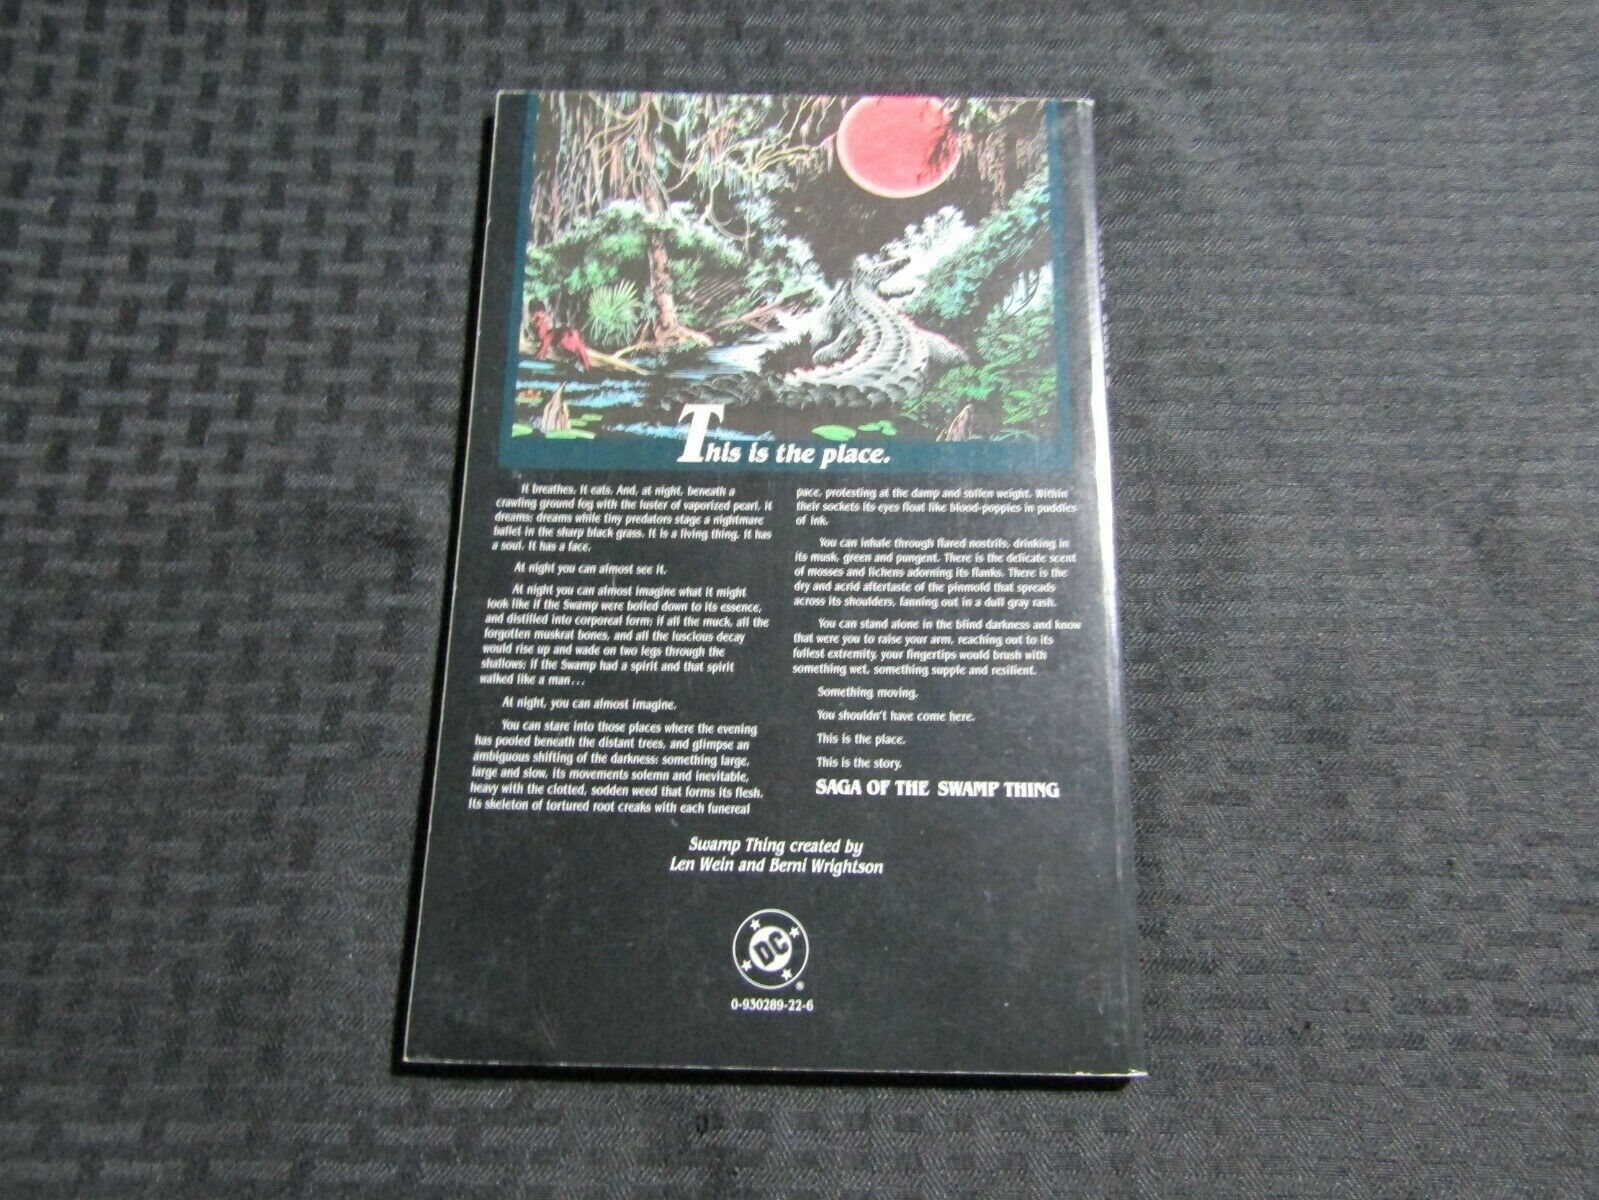 This is the place.
It breathes. It eats. And, at night, beneath a
crawling ground fog with the luster of vaporized pearl, it
dreams; dreams while tiny predators stage a nightmare
ballet in the sharp black grass. It is a living thing. It has
a soul. It has a face.
At night you can almost see it.
At night you can almost imagine what it might
look like if the Swamp were boiled down to its essence,
and distilled into corporeal form; if all the muck, all the
forgotten muskrat bones, and all the luscious decay
would rise up and wade on two legs through the
shallows; if the Swamp had a spirit and that spirit
walked like a man...
At night, you can almost imagine.
You can stare into those places where the evening
has pooled beneath the distant trees, and glimpse an
ambiguous shifting of the darkness: something large,
large and slow, its movements solemn and inevitable,
heavy with the clotted, sodden weed that forms its flesh.
Its skeleton of tortured root creaks with each funereal
pace, protesting at the damp and sullen weight. Within
their sockets its eyes float like blood-poppies in puddles
of ink.
You can inhale through flared nostrils, drinking in
its musk, green and pungent. There is the delicate scent
of mosses and lichens adorning its flanks. There is the
dry and acrid aftertaste of the pinmold that spreads
across its shoulders, fanning out in a dull gray rash.
You can stand alone in the blind darkness and know
that were you to raise your arm, reaching out to its
fullest extremity, your fingertips would brush with
something wet, something supple and resilient.
Something moving.
You shouldn't have come here.
This is the place.
This is the story.
SAGA OF THE SWAMP THING
Swamp Thing created by
Len Wein and Berni Wrightson
DC
®
0-930289-22-6